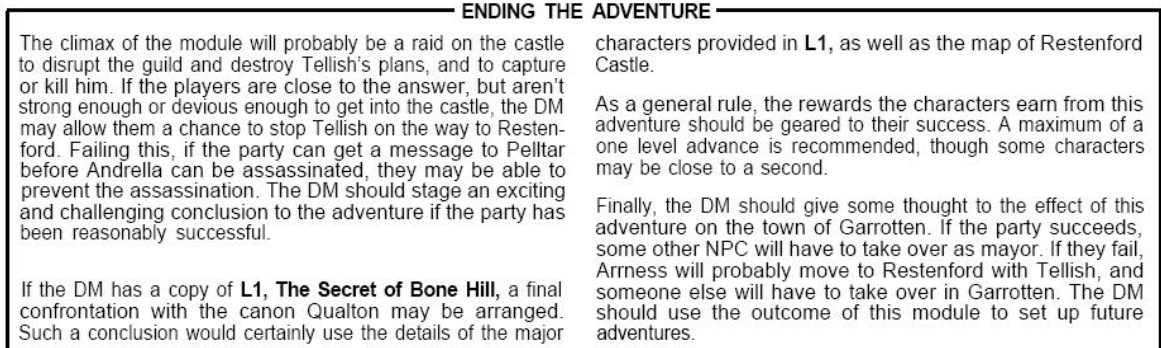 ENDING THE ADVENTURE
The climax of the module will probably be a raid on the castle
to disrupt the guild and destroy Tellish's plans, and to capture
or kill him. If the players are close to the answer, but aren't
strong enough or devious enough to get into the castle, the DM
may allow them a chance to stop Tellish on the way to Resten-
ford. Failing this, if the party can get a message to Pelltar
before Andrella can be assassinated, they may be able to
prevent the assassination. The DM should stage an exciting
and challenging conclusion to the adventure if the party has
been reasonably successful.
If the DM has a copy of L1, The Secret of Bone Hill, a final
confrontation with the canon Qualton may be arranged.
Such a conclusion would certainly use the details of the major
characters provided in L1, as well as the map of Restenford
Castle.
As a general rule, the rewards the characters earn from this
adventure should be geared to their success. A maximum of a
one level advance is recommended, though some characters
may be close to a second.
Finally, the DM should give some thought to the effect of this
adventure on the town of Garrotten. If the party succeeds,
some other NPC will have to take over as mayor. If they fail,
Arrness will probably move to Restenford with Tellish, and
someone else will have to take over in Garrotten. The DM
should use the outcome of this module to set up future
adventures.